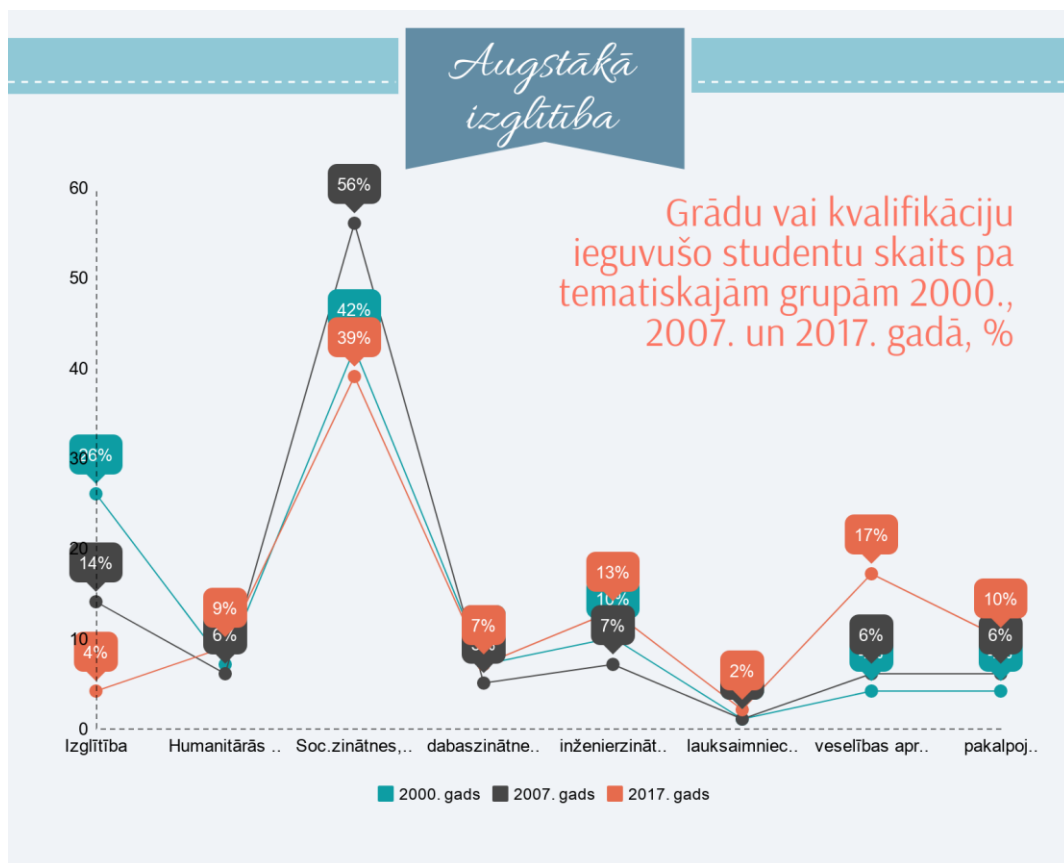 Augstākā
izglītība
Grādu vai kvalifikāciju
ieguvušo studentu skaits pa
tematiskajām grupām 2000.,
2007. un 2017. gadā, %
60
56%
50
42%
39%
40
30
20
14%
17%
13%
10%
9%
10%
10
6%
7%
7%
6%
6%
4%
2%
0
Izglītība Humanitārās .. Soc.zinātnes,.. dabaszinātne.. inženierzināt.. lauksaimniec.. veselības apr.. pakalpoj..
2000. gads 2007. gads 2017. gads